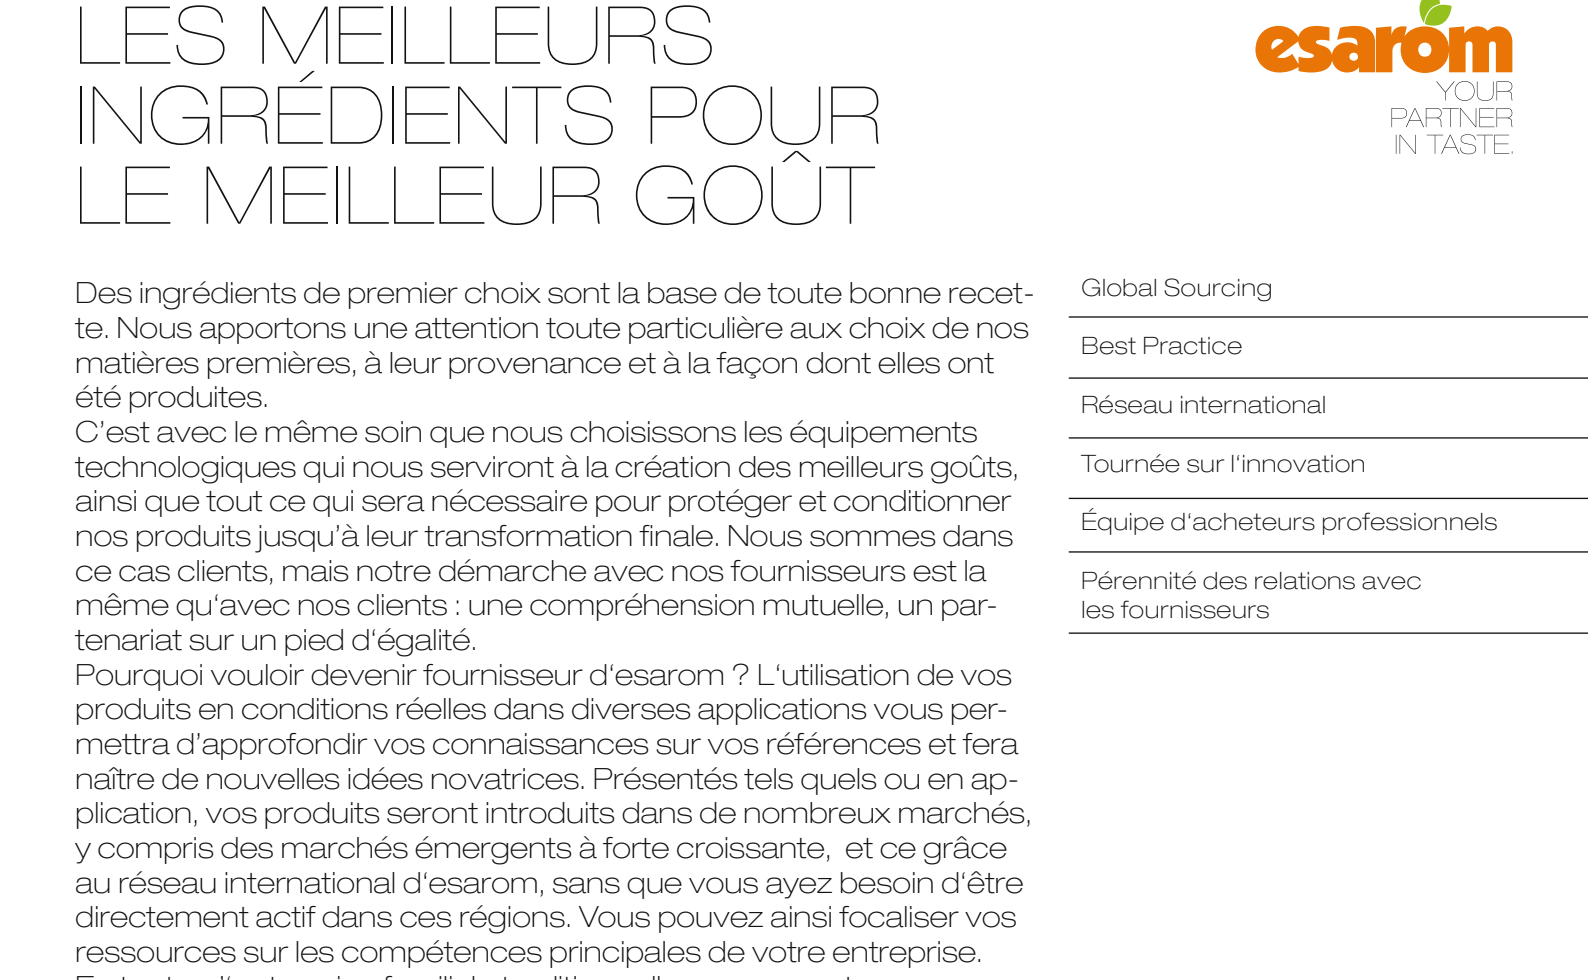 LES MEILLEURS
INGRÉDIENTS POUR
LE MEILLEUR GOÛT
esarom
YOUR
PARTNER
IN TASTE.
Des ingrédients de premier choix sont la base de toute bonne recet-
te. Nous apportons une attention toute particulière aux choix de nos
matières premières, à leur provenance et à la façon dont elles ont
été produites.
C’est avec le même soin que nous choisissons les équipements
technologiques qui nous serviront à la création des meilleurs goûts,
ainsi que tout ce qui sera nécessaire pour protéger et conditionner
nos produits jusqu’à leur transformation finale. Nous sommes dans
ce cas clients, mais notre démarche avec nos fournisseurs est la
même qu‘avec nos clients : une compréhension mutuelle, un par-
tenariat sur un pied d‘égalité.
Pourquoi vouloir devenir fournisseur d‘esarom ? L‘utilisation de vos
produits en conditions réelles dans diverses applications vous per-
mettra d’approfondir vos connaissances sur vos références et fera
naître de nouvelles idées novatrices. Présentés tels quels ou en ap-
plication, vos produits seront introduits dans de nombreux marchés,
y compris des marchés émergents à forte croissante,  et ce grâce
au réseau international d‘esarom, sans que vous ayez besoin d‘être
directement actif dans ces régions. Vous pouvez ainsi focaliser vos
ressources sur les compétences principales de votre entreprise.
Global Sourcing
Best Practice
Réseau international
Tournée sur l‘innovation
Équipe d‘acheteurs professionnels
Pérennité des relations avec
les fournisseurs